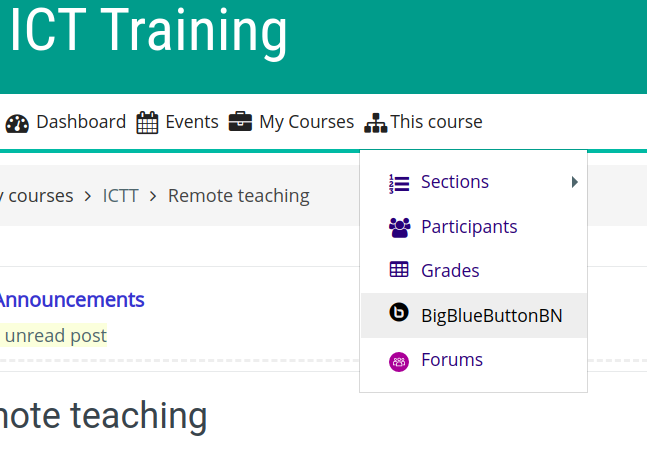 ICT Training
Dashboard Events My Courses This course
courses > ICTT > Remote teaching
Sections
Participants
Grades
BigBlueButtonBN
Forums
Announcements
unread post
teaching